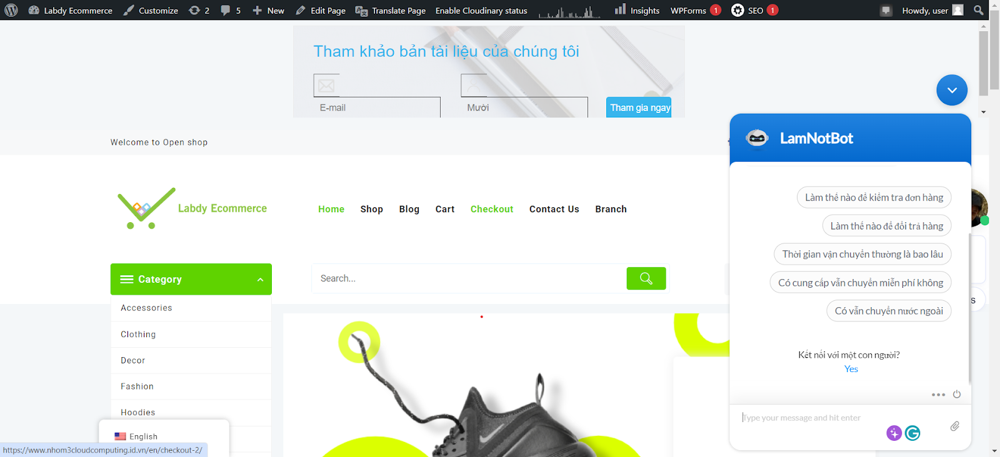 Labdy Ecommerce Customize 2 5 New Edit Page Translate Page Enable Cloudinary status Insights WPForms 1 SEO 1 Howdy, user
Tham khảo bản tài liệu của chúng tôi
E-mail
Mười
Tham gia ngay
Welcome to Open shop
Labdy Ecommerce
Home Shop Blog Cart Checkout Contact Us Branch
Category
Search...
Accessories
Clothing
Decor
Fashion
Hoodies
English
https://www.nhom3cloudcomputing.id.vn/en/checkout-2/
LamNotBot
Làm thế nào để kiểm tra đơn hàng
Làm thế nào để đổi trả hàng
Thời gian vận chuyển thường là bao lâu
Có cung cấp vẫn chuyển miễn phí không
Có vẫn chuyển nước ngoài
Kết nối với một con người?
Yes
Type your message and hit enter
s